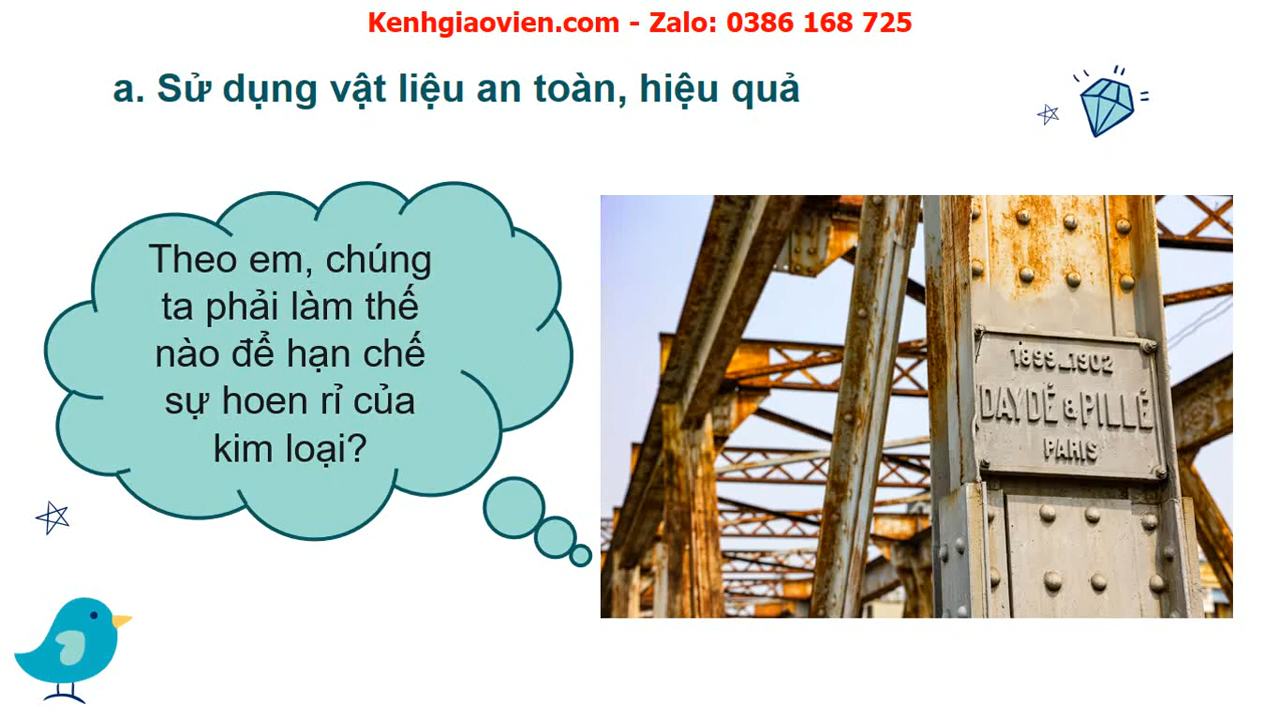 Kenhgiaovien.com - Zalo: 0386 168 725
a. Sử dụng vật liệu an toàn, hiệu quả
Theo em, chúng
ta phải làm thế
nào để hạn chế
sự hoen rỉ của
kim loại?
1899_1902
DAYDÉ & PILLÉ
PARIS